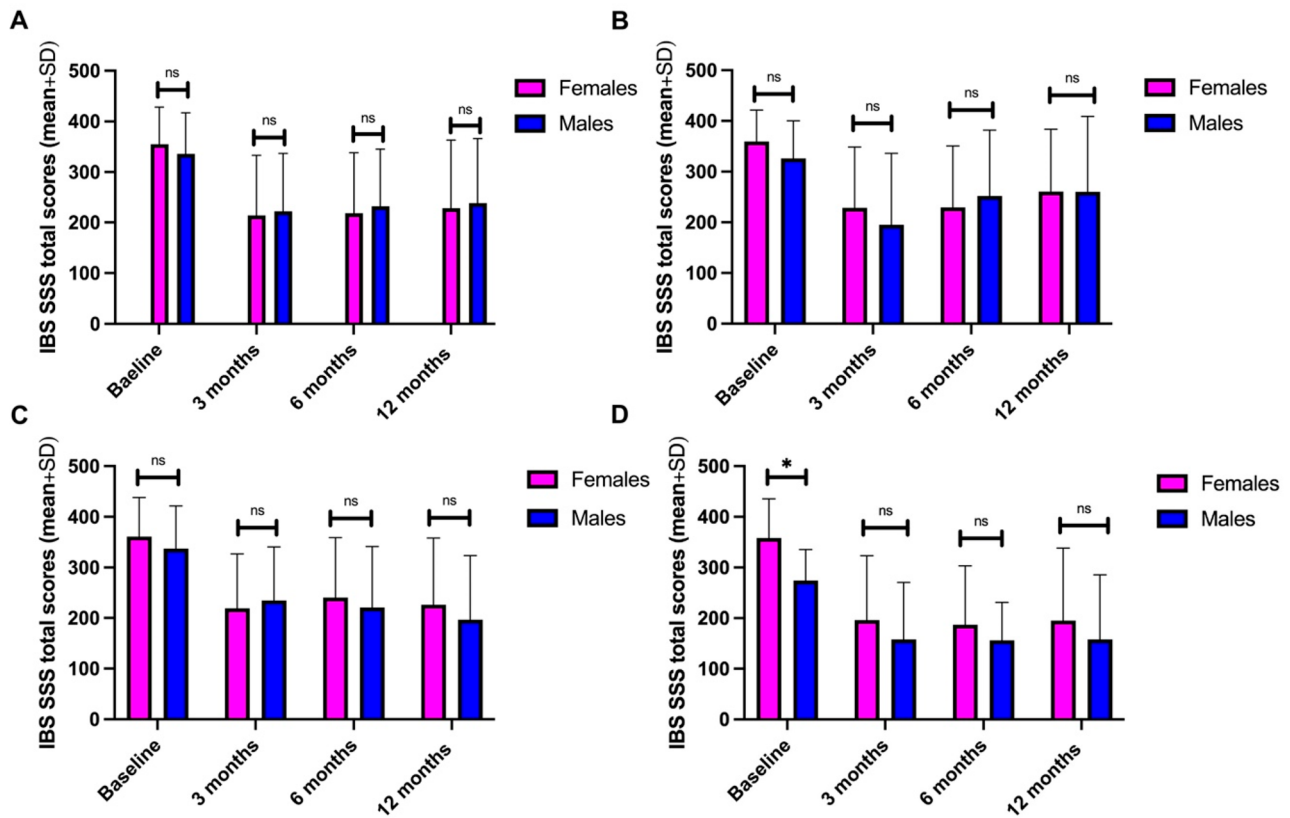 A
IBS SSS total scores (mean+SD)
500
400
300
200
100
0
ns
ns
ns
ns
Baeline
3 months
6 months
12 months
Females
Males
B
IBS SSS total scores (mean+SD)
500
400
300
200
100
0
ns
ns
ns
ns
Baseline
3 months
6 months
12 months
Females
Males
C
IBS SSS total scores (mean+SD)
500
400
300
200
100
0
ns
ns
ns
ns
Baseline
3 months
6 months
12 months
Females
Males
D
IBS SSS total scores (mean+SD)
500
400
300
200
100
0
*
ns
ns
ns
Baseline
3 months
6 months
12 months
Females
Males